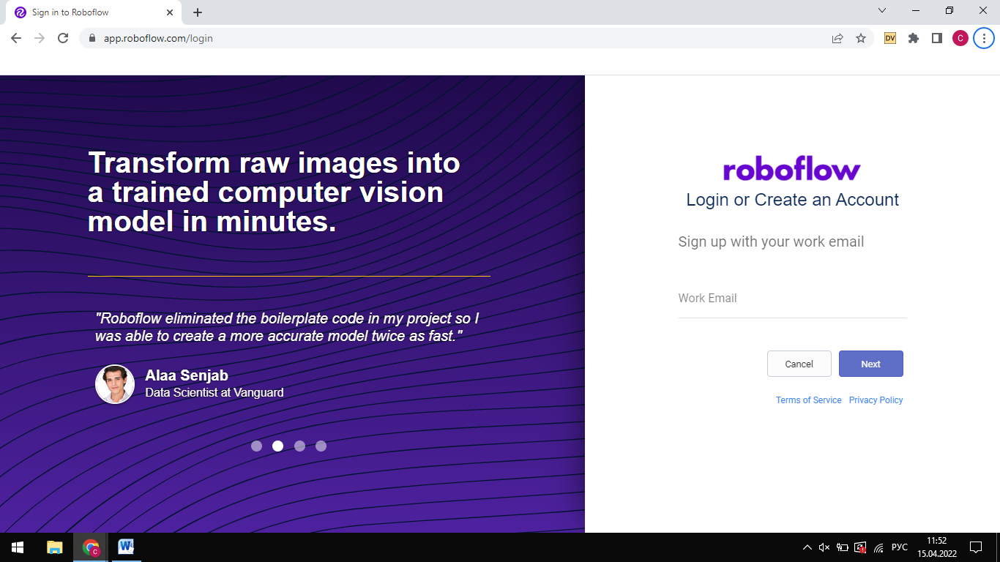 Sign in to Roboflow
app.roboflow.com/login
DV
C
Transform raw images into
a trained computer vision
model in minutes.
"Roboflow eliminated the boilerplate code in my project so I
was able to create a more accurate model twice as fast."
Alaa Senjab
Data Scientist at Vanguard
roboflow
Login or Create an Account
Sign up with your work email
Work Email
Cancel
Next
Terms of Service Privacy Policy
C
W
РУС
11:52
15.04.2022